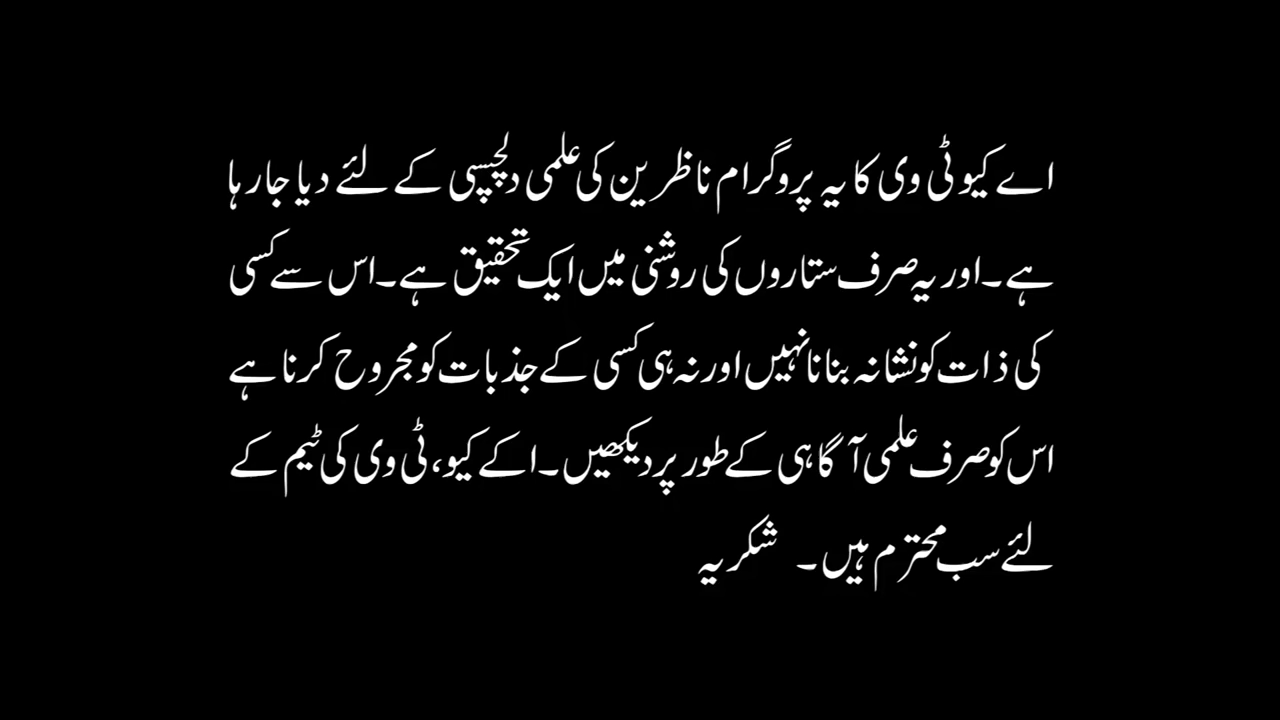 اے کیو ٹی وی کا یہ پروگرام ناظرین کی علمی دلچسپی کے لئے دیا جارہا
ہے۔اور یہ صرف ستاروں کی روشنی میں ایک تحقیق ہے۔اس سے کسی
کی ذات کو نشانہ بنانا نہیں اور نہ ہی کسی کے جذبات کو مجروح کرنا ہے
اس کو صرف علمی آگاہی کے طور پر دیکھیں۔اکے کیو،ٹی وی کی ٹیم کے
لئے سب محترم ہیں۔ شکریہ